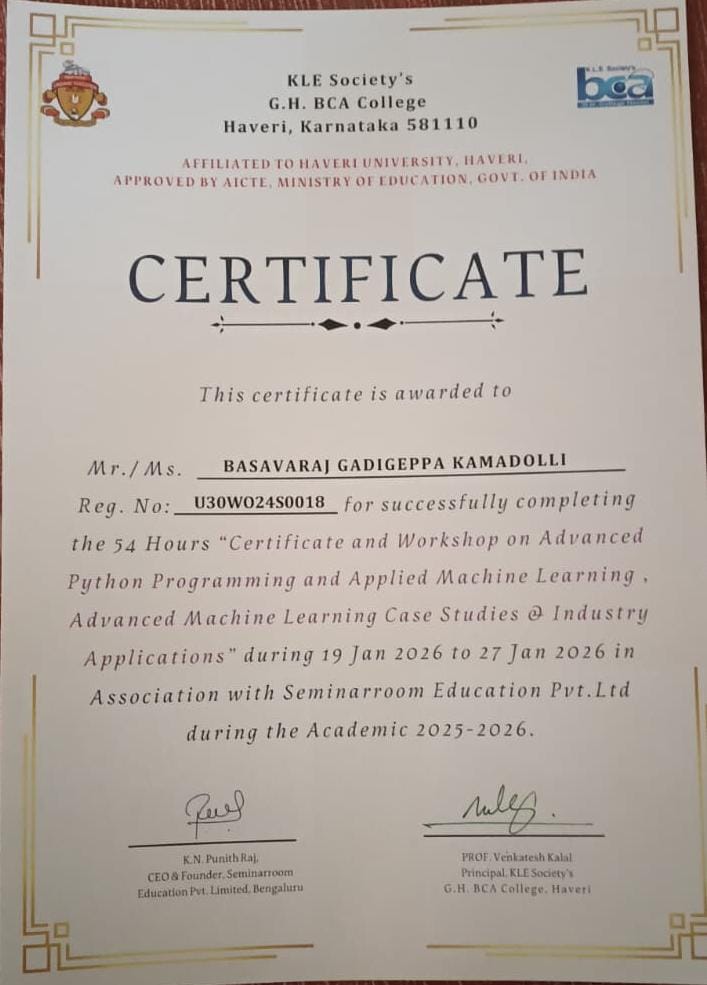 KLE Society's
G.H. BCA College
Haveri, Karnataka 581110
K.L.E Society's
bca
AFFILIATED TO HAVERI UNIVERSITY, HAVERI,
APPROVED BY AICTE, MINISTRY OF EDUCATION, GOVT. OF INDIA
CERTIFICATE
This certificate is awarded to
Mr./Ms. BASAVARAJ GADIGEPPA KAMADOLLI
Reg. No: U30WO24S0018 for successfully completing
the 54 Hours "Certificate and Workshop on Advanced
Python Programming and Applied Machine Learning ,
Advanced Machine Learning Case Studies & Industry
Applications" during 19 Jan 2026 to 27 Jan 2026 in
Association with Seminarroom Education Pvt.Ltd
during the Academic 2025-2026.
K.N. Punith Raj,
CEO & Founder, Seminarroom
Education Pvt. Limited, Bengaluru
PROF. Venkatesh Kalal
Principal, KLE Society's
G.H. BCA College, Haveri